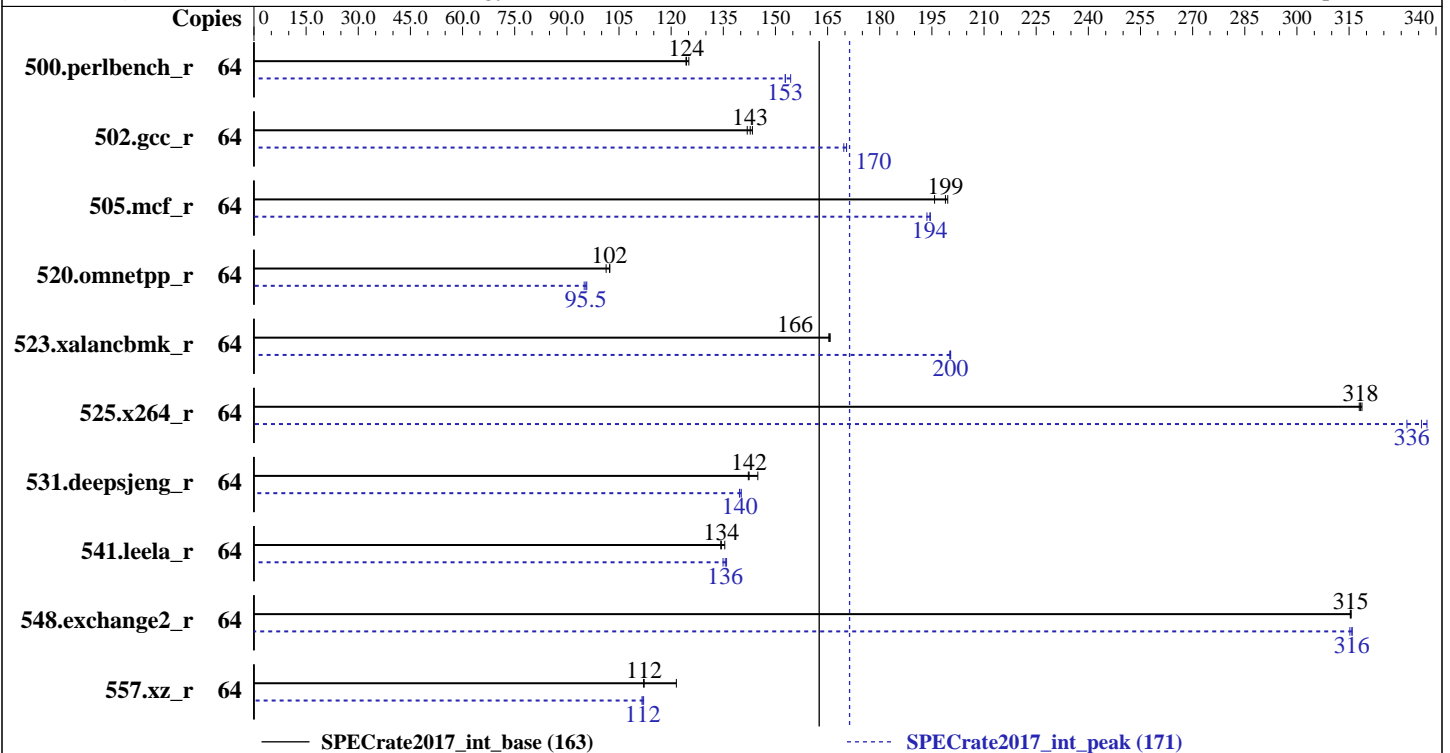 Copies 0 15.0 30.0 45.0 60.0 75.0 90.0 105 120 135 150 165 180 195 210 225 240 255 270 285 300 315 340
124
500.perlbench_r 64
153
143
502.gcc_r 64
170
199
505.mcf_r 64
194
102
520.omnetpp_r 64
95.5
166
523.xalancbmk_r 64
200
318
525.x264_r 64
336
142
531.deepsjeng_r 64
140
134
541.leela_r 64
136
315
548.exchange2_r 64
316
112
557.xz_r 64
112
SPECrate2017_int_base (163) SPECrate2017_int_peak (171)